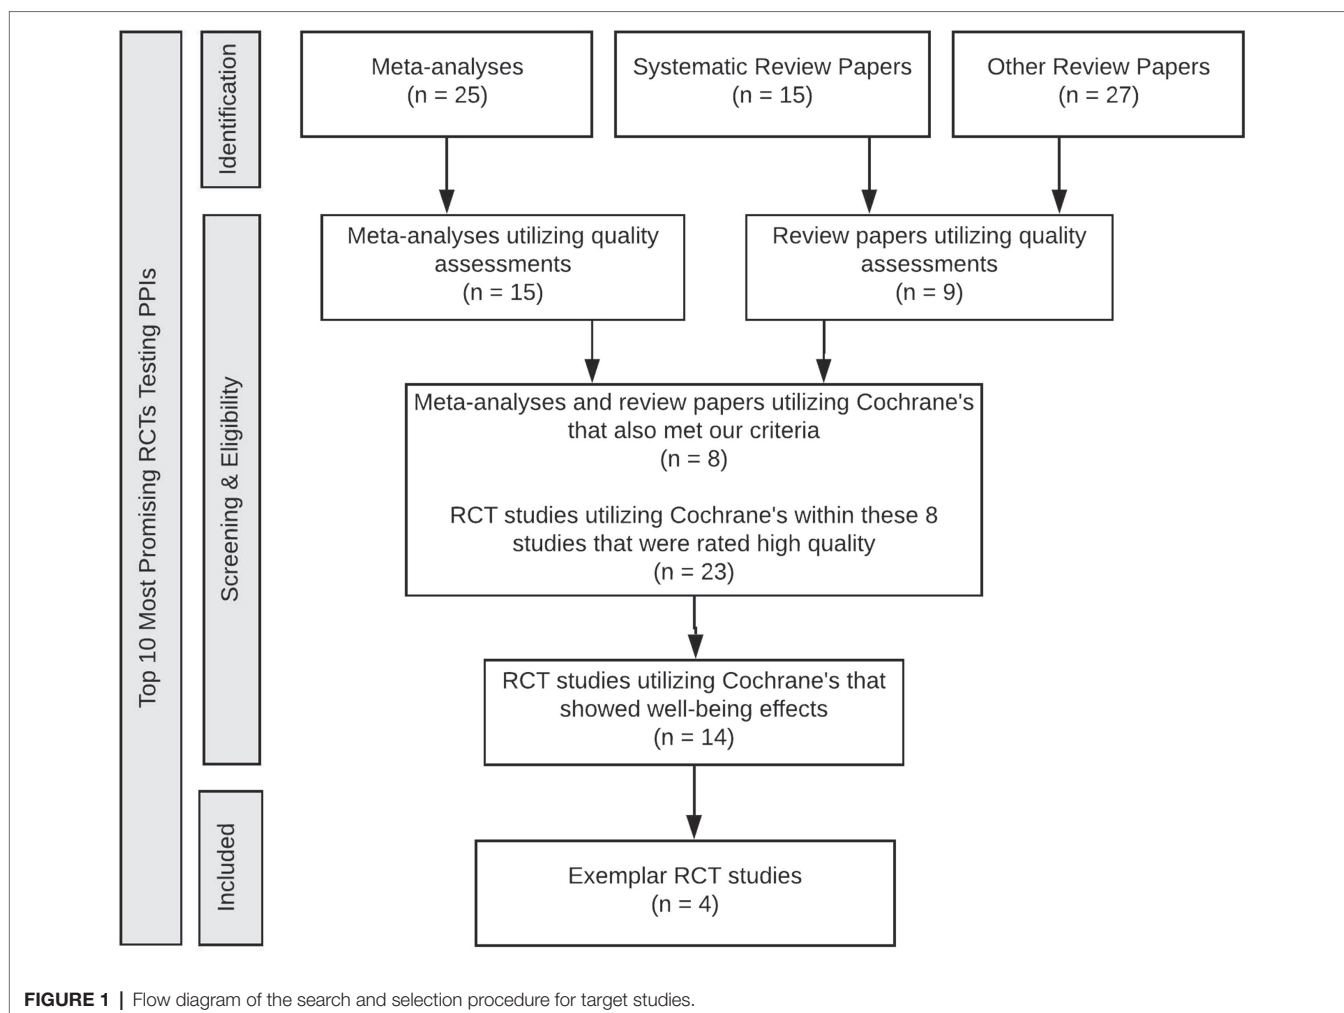 Top 10 Most Promising RCTs Testing PPIs
Identification
Meta-analyses
(n = 25)
Systematic Review Papers
(n = 15)
Other Review Papers
(n = 27)
Screening & Eligibility
Meta-analyses utilizing quality
assessments
(n = 15)
Review papers utilizing quality
assessments
(n = 9)
Meta-analyses and review papers utilizing Cochrane's
that also met our criteria
(n = 8)
RCT studies utilizing Cochrane's within these 8
studies that were rated high quality
(n = 23)
RCT studies utilizing Cochrane's that
showed well-being effects
(n = 14)
Included
Exemplar RCT studies
(n = 4)
FIGURE 1 | Flow diagram of the search and selection procedure for target studies.